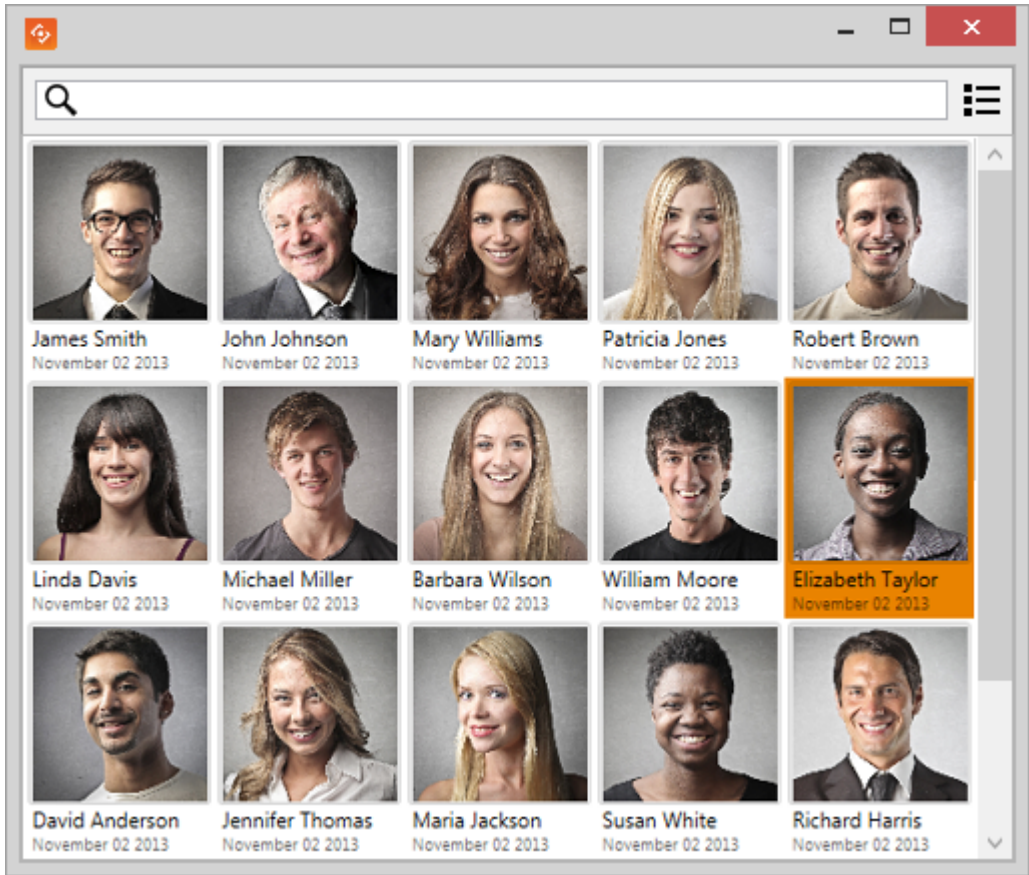 James Smith
November 02 2013
John Johnson
November 02 2013
Mary Williams
November 02 2013
Patricia Jones
November 02 2013
Robert Brown
November 02 2013
Linda Davis
November 02 2013
Michael Miller
November 02 2013
Barbara Wilson
November 02 2013
William Moore
November 02 2013
Elizabeth Taylor
November 02 2013
David Anderson
November 02 2013
Jennifer Thomas
November 02 2013
Maria Jackson
November 02 2013
Susan White
November 02 2013
Richard Harris
November 02 2013